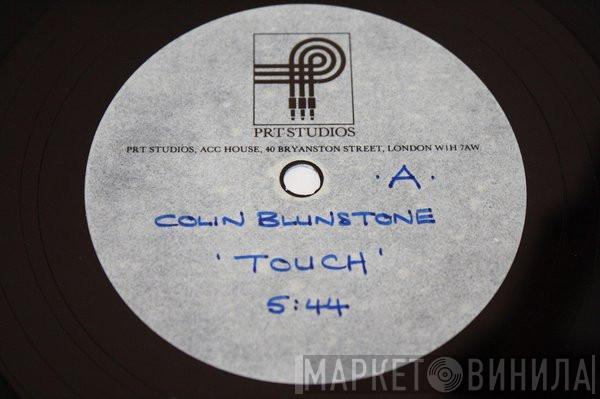 PRT STUDIOS
PRT STUDIOS, ACC HOUSE, 40 BRYANSTON STREET, LONDON W1H 7AW
· A ·
COLIN BLUNSTONE
'TOUCH'
5:44
МАРКЕТ ВИНИЛА